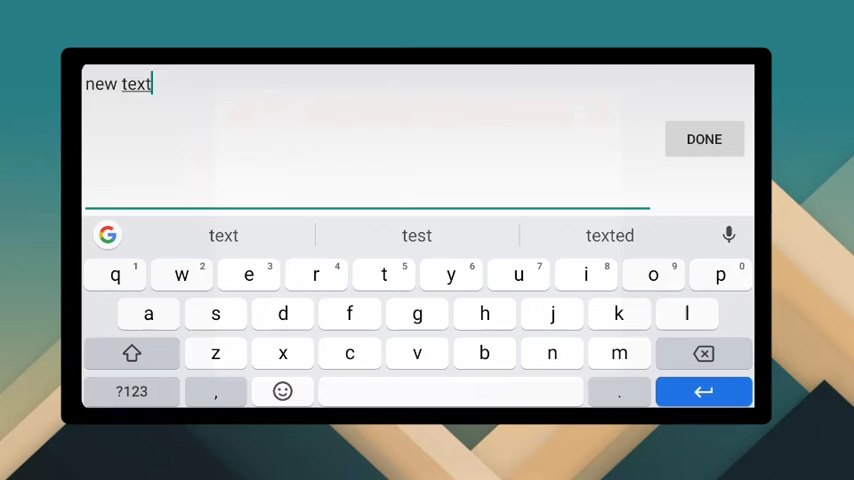 new text
DONE
G text test texted
q 1 w 2 e 3 r 4 t 5 y 6 u 7 i 8 o 9 p 0
a s d f g h j k l
z x c v b n m
?123 , .